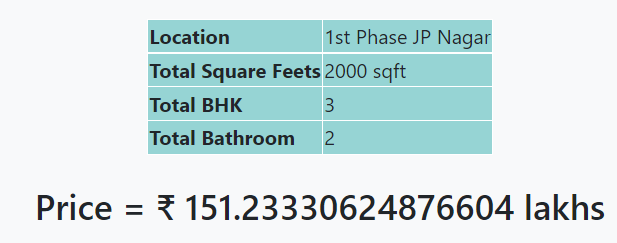 Location 1st Phase JP Nagar
Total Square Feets 2000 sqft
Total BHK 3
Total Bathroom 2
Price = ₹ 151.23330624876604 lakhs